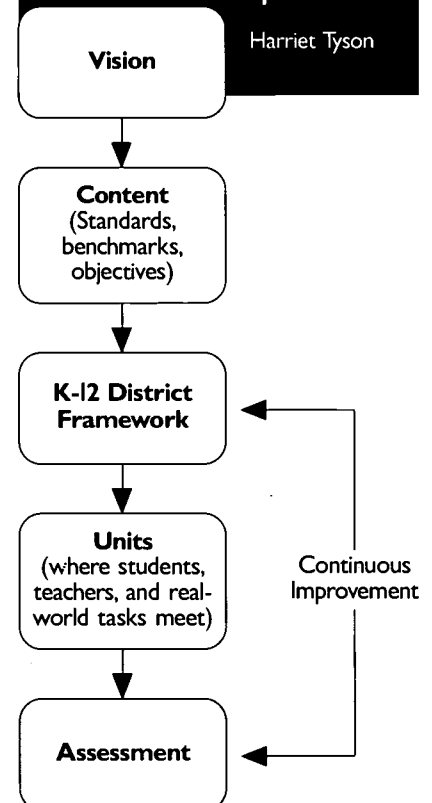 Harriet Tyson
Vision
Content
(Standards,
benchmarks,
objectives)
K-12 District
Framework
Units
(where students,
teachers, and real-
world tasks meet)
Continuous
Improvement
Assessment